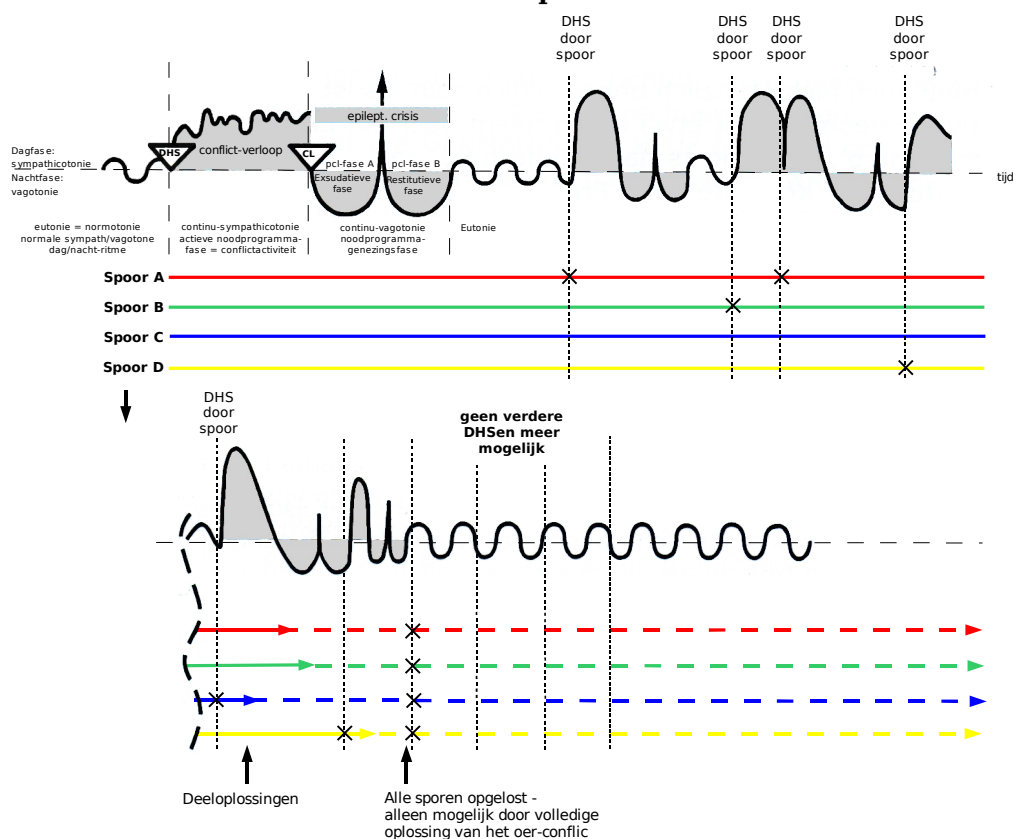 DHS
door
spoor
DHS
door
spoor
DHS
door
spoor
DHS
door
spoor
epilept. crisis
Dagfase:
sympathicotonie
Nachtfase:
vagotonie
DHS
conflict-verloop
CL
pcl-fase A
pcl-fase B
Exsudatieve
fase
Restitutieve
fase
tijd
eutonie = normotonie
normale sympath/vagotone
dag/nacht-ritme
continu-sympathicotonie
actieve noodprogramma-
fase = conflictactiviteit
continu-vagotonie
noodprogramma-
genezingsfase
Eutonie
Spoor A
Spoor B
Spoor C
Spoor D
DHS
door
spoor
geen verdere
DHSen meer
mogelijk
Deeloplossingen
Alle sporen opgelost -
alleen mogelijk door volledige
oplossing van het oer-conflic